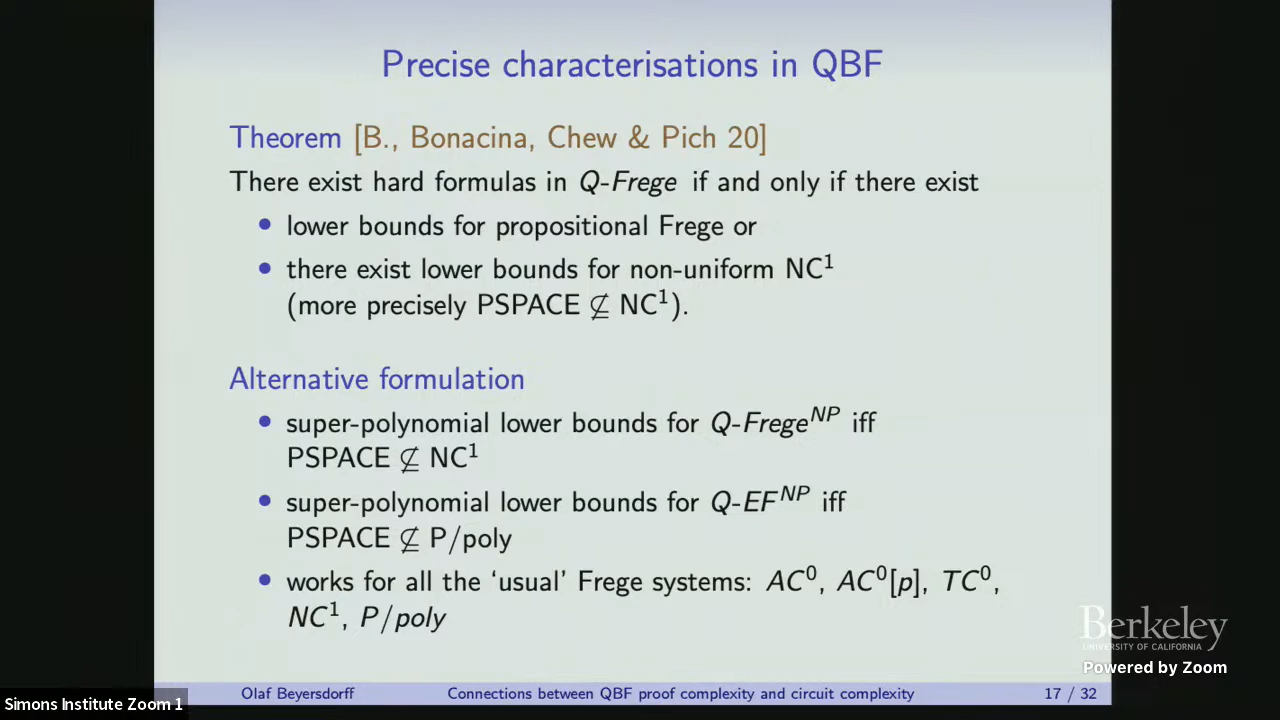 Precise characterisations in QBF
Theorem [B., Bonacina, Chew & Pich 20]
There exist hard formulas in Q-Frege if and only if there exist
• lower bounds for propositional Frege or
• there exist lower bounds for non-uniform NC¹
(more precisely PSPACE ⊈ NC¹).
Alternative formulation
• super-polynomial lower bounds for Q-Frege^NP iff
PSPACE ⊈ NC¹
• super-polynomial lower bounds for Q-EF^NP iff
PSPACE ⊈ P/poly
• works for all the ‘usual’ Frege systems: AC⁰, AC⁰[p], TC⁰,
NC¹, P/poly
Berkeley
UNIVERSITY OF CALIFORNIA
Powered by Zoom
Olaf Beyersdorff Connections between QBF proof complexity and circuit complexity 17 / 32
Simons Institute Zoom 1